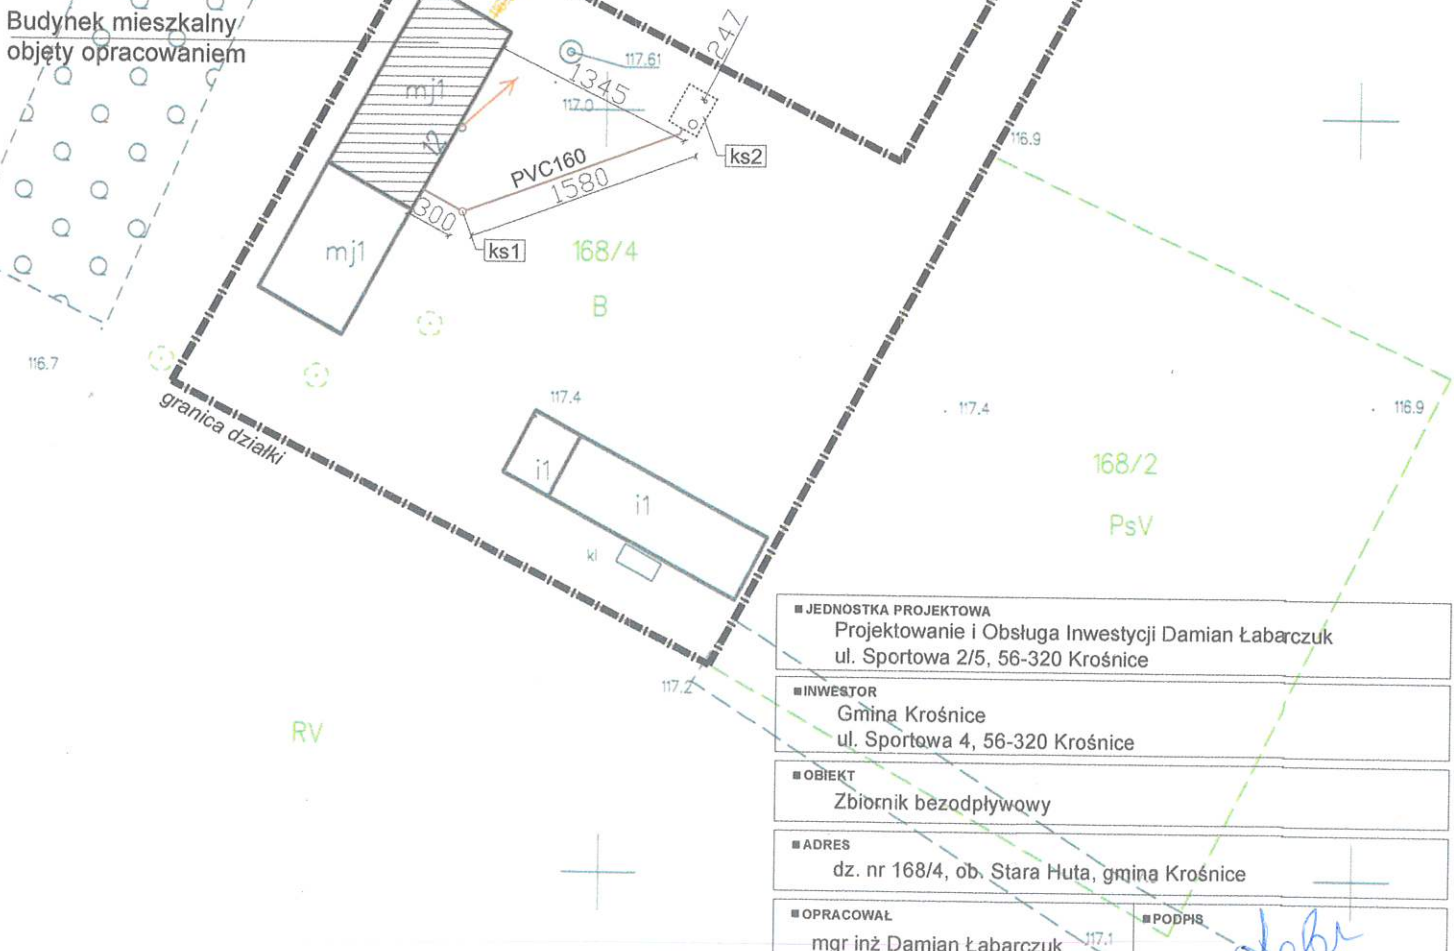 Budynek mieszkalny
objęty opracowaniem
247
117.61
1345
mj1
117.0
12
116.9
ks2
PVC160
1580
300
mj1
ks1
168/4
B
116.7
granica działki
117.4
117.4
116.9
168/2
i1
i1
PsV
kl
117.2
RV
JEDNOSTKA PROJEKTOWA
Projektowanie i Obsługa Inwestycji Damian Łabarczuk
ul. Sportowa 2/5, 56-320 Krośnice
INWESTOR
Gmina Krośnice
ul. Sportowa 4, 56-320 Krośnice
OBIEKT
Zbiornik bezodpływowy
ADRES
dz. nr 168/4, ob. Stara Huta, gmina Krośnice
OPRACOWAŁ
PODPIS
mgr inż Damian Łabarczuk
117.1